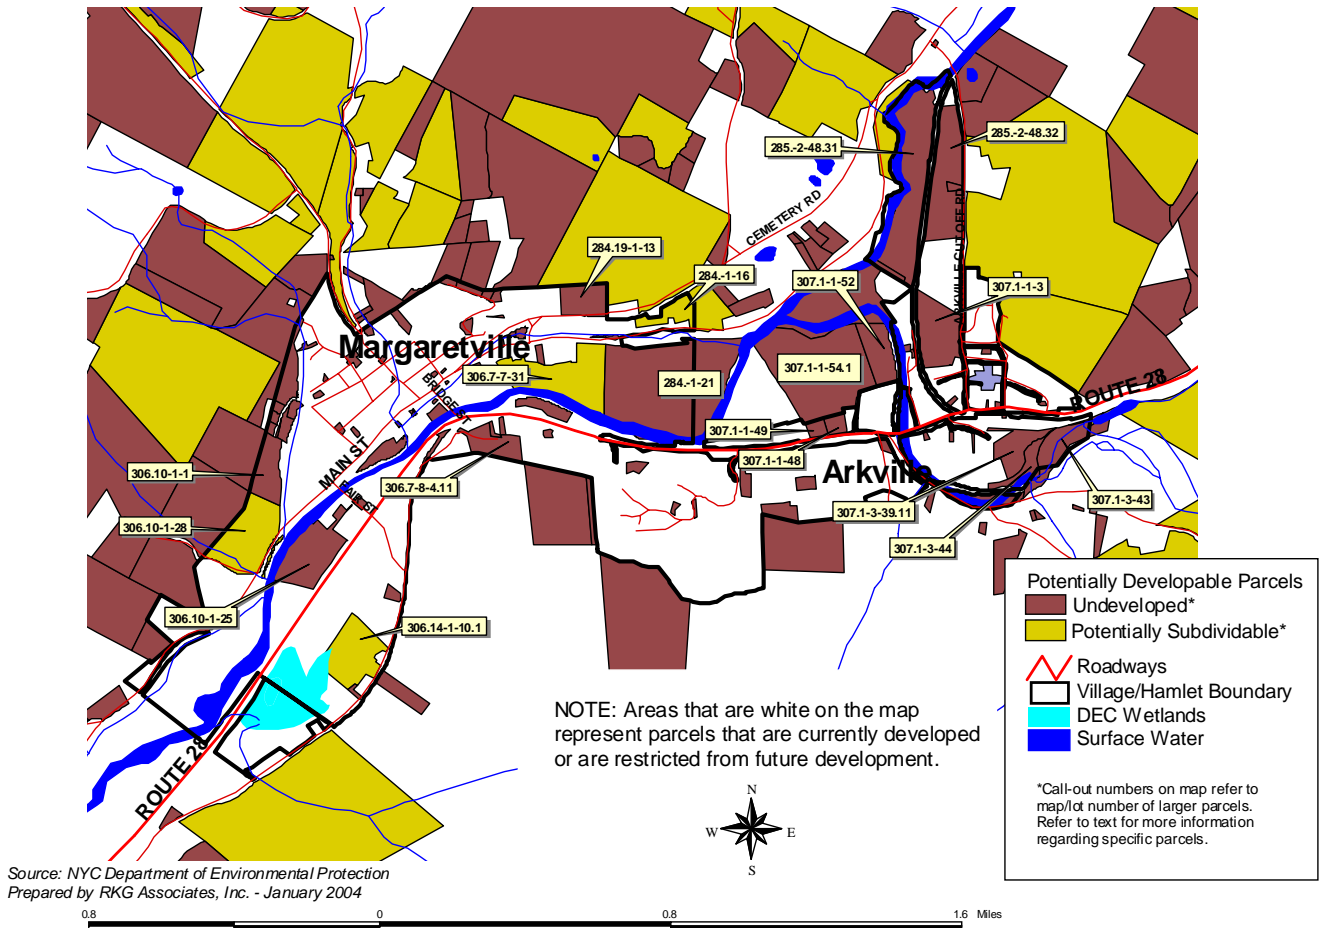 285.-2-48.32
285.-2-48.31
CEMETERY RD
ARKVILLE CUT OFF RD
284.19-1-13
284.-1-16
307.1-1-52
307.1-1-3
Margaretville
306.7-7-31
284.-1-21
307.1-1-54.1
BRIDGE ST
ROUTE 28
307.1-1-49
307.1-1-48
MAIN ST
Arkville
306.10-1-1
306.7-8-4.11
FAIR ST
307.1-3-43
307.1-3-39.11
306.10-1-28
307.1-3-44
306.10-1-25
306.14-1-10.1
ROUTE 28
Potentially Developable Parcels
Undeveloped*
Potentially Subdividable*
Roadways
Village/Hamlet Boundary
DEC Wetlands
Surface Water
*Call-out numbers on map refer to
map/lot number of larger parcels.
Refer to text for more information
regarding specific parcels.
NOTE: Areas that are white on the map
represent parcels that are currently developed
or are restricted from future development.
N
W E
S
Source: NYC Department of Environmental Protection
Prepared by RKG Associates, Inc. - January 2004
0.8 0 0.8 1.6 Miles